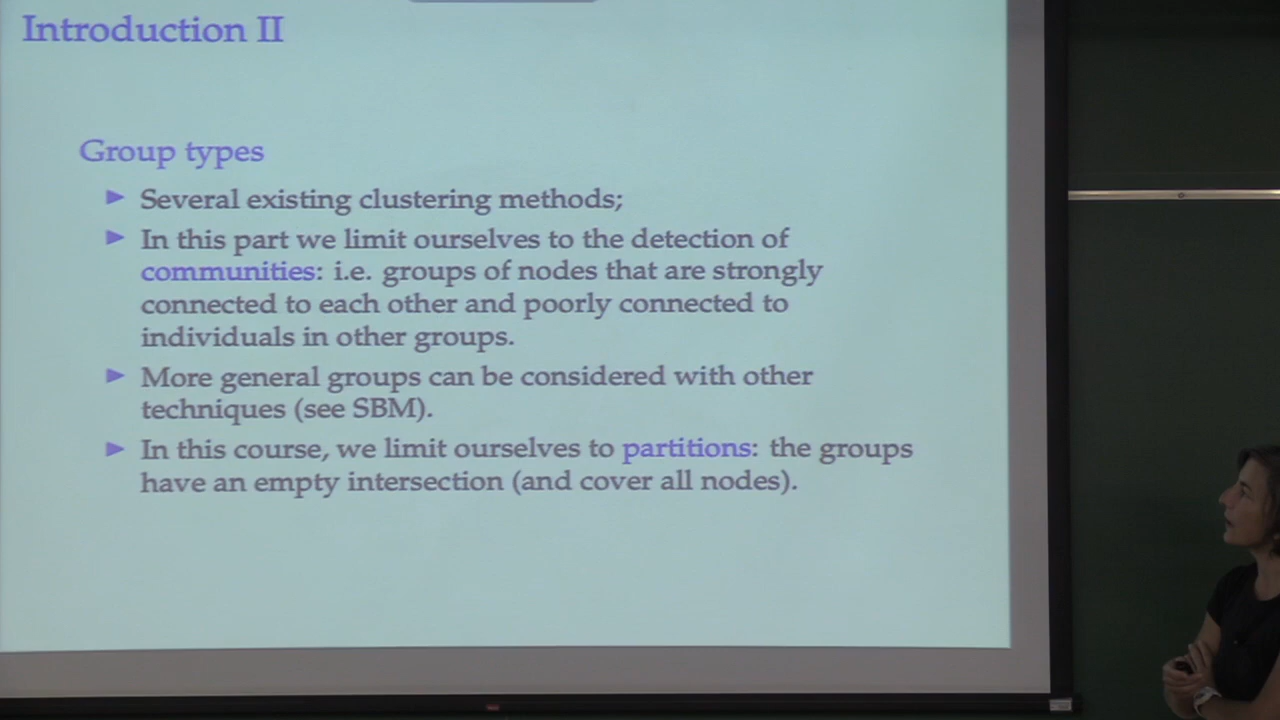 Introduction II
Group types
▶ Several existing clustering methods;
▶ In this part we limit ourselves to the detection of
communities: i.e. groups of nodes that are strongly
connected to each other and poorly connected to
individuals in other groups.
▶ More general groups can be considered with other
techniques (see SBM).
▶ In this course, we limit ourselves to partitions: the groups
have an empty intersection (and cover all nodes).